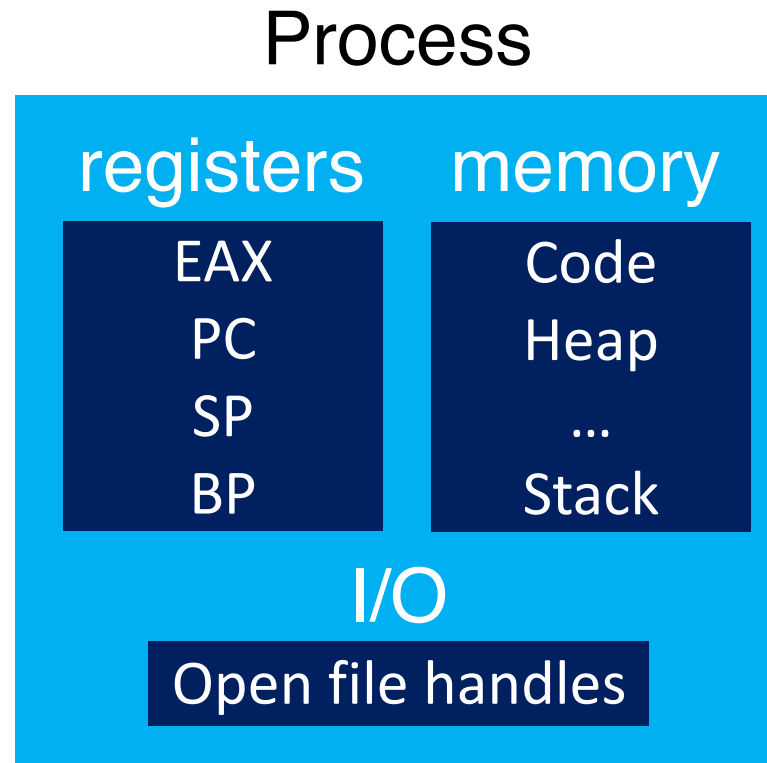 Process
registers
EAX
PC
SP
BP
memory
Code
Heap
...
Stack
I/O
Open file handles